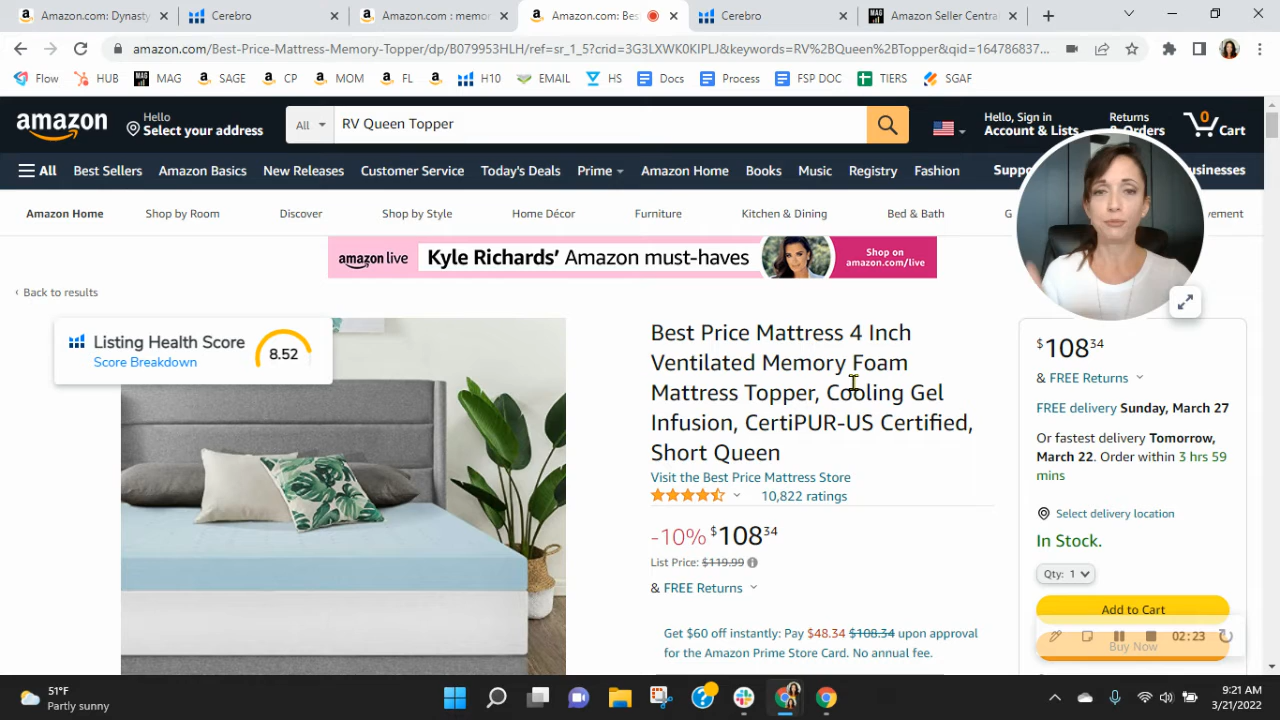 Amazon.com: Dynasty
Cerebro
Amazon.com : memor
Amazon.com: Bes
Cerebro
MAG
Amazon Seller Centra
amazon.com/Best-Price-Mattress-Memory-Topper/dp/B079953HLH/ref=sr_1_5?crid=3G3LXWK0KIPLJ&keywords=RV%2BQueen%2BTopper&qid=164786837...
Flow
HUB
MAG
SAGE
CP
MOM
FL
H10
EMAIL
HS
Docs
Process
FSP DOC
TIERS
SGAF
amazon
Hello
Select your address
All
RV Queen Topper
Hello, Sign in
Account & Lists
Returns
& Orders
0
Cart
All
Best Sellers
Amazon Basics
New Releases
Customer Service
Today's Deals
Prime
Amazon Home
Books
Music
Registry
Fashion
Suppo
usinesses
Amazon Home
Shop by Room
Discover
Shop by Style
Home Décor
Furniture
Kitchen & Dining
Bed & Bath
G
vement
amazon live
Kyle Richards' Amazon must-haves
Shop on
amazon.com/live
‹ Back to results
Listing Health Score
Score Breakdown
8.52
Best Price Mattress 4 Inch
Ventilated Memory Foam
Mattress Topper, Cooling Gel
Infusion, CertiPUR-US Certified,
Short Queen
Visit the Best Price Mattress Store
10,822 ratings
-10% $108 34
List Price: $119.99
& FREE Returns
Get $60 off instantly: Pay $48.34 $108.34 upon approval
for the Amazon Prime Store Card. No annual fee.
$108 34
& FREE Returns
FREE delivery Sunday, March 27
Or fastest delivery Tomorrow,
March 22. Order within 3 hrs 59
mins
Select delivery location
In Stock.
Qty: 1
Add to Cart
02:23
Buy Now
51°F
Partly sunny
9:21 AM
3/21/2022